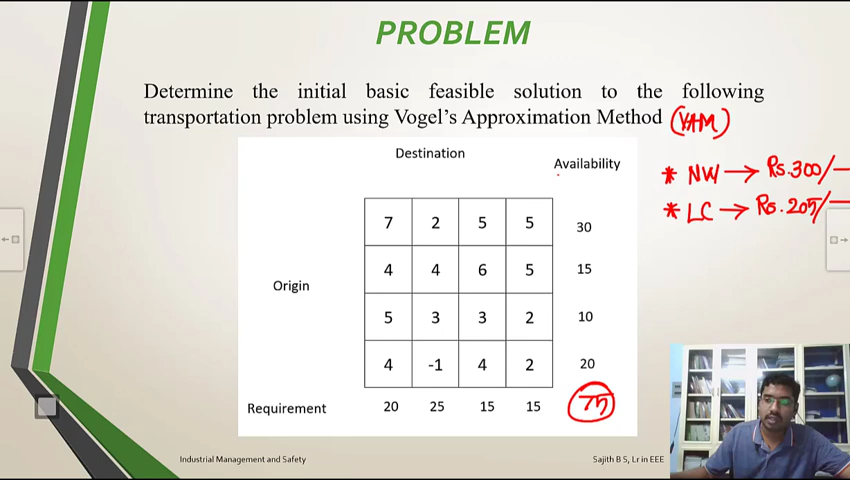 PROBLEM
Determine the initial basic feasible solution to the following
transportation problem using Vogel's Approximation Method (VAM)
* NW → Rs.300/-
* LC → Rs.205/-
Destination
Availability
7 2 5 5 30
4 4 6 5 15
Origin
5 3 3 2 10
4 -1 4 2 20
Requirement 20 25 15 15 75
Industrial Management and Safety
Sajith B S, Lr in EEE